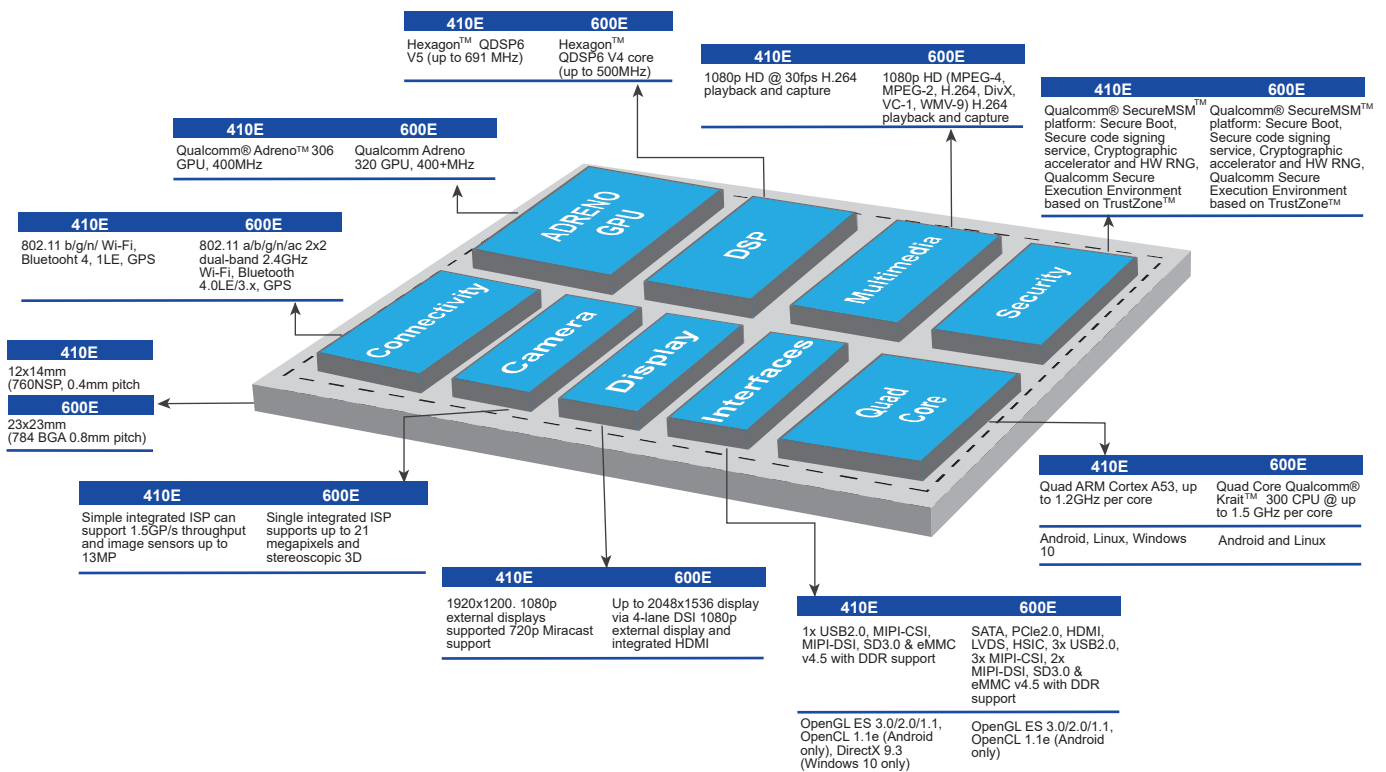 410E 600E
Hexagon™ QDSP6
V5 (up to 691 MHz)
Hexagon™
QDSP6 V4 core
(up to 500MHz)
410E 600E
1080p HD @ 30fps H.264
playback and capture
1080p HD (MPEG-4,
MPEG-2, H.264, DivX,
VC-1, WMV-9) H.264
playback and capture
410E 600E
Qualcomm® SecureMSM™
platform: Secure Boot,
Secure code signing
service, Cryptographic
accelerator and HW RNG,
Qualcomm Secure
Execution Environment
based on TrustZone™
Qualcomm® SecureMSM™
platform: Secure Boot,
Secure code signing
service, Cryptographic
accelerator and HW RNG,
Qualcomm Secure
Execution Environment
based on TrustZone™
410E 600E
Qualcomm® Adreno™ 306
GPU, 400MHz
Qualcomm Adreno
320 GPU, 400+MHz
410E 600E
802.11 b/g/n/ Wi-Fi,
Bluetooht 4, 1LE, GPS
802.11 a/b/g/n/ac 2x2
dual-band 2.4GHz
Wi-Fi, Bluetooth
4.0LE/3.x, GPS
ADRENO
GPU
DSP
Multimedia
Security
Connectivity
Camera
Display
Interfaces
Quad
Core
410E
12x14mm
(760NSP, 0.4mm pitch
600E
23x23mm
(784 BGA 0.8mm pitch)
410E 600E
Simple integrated ISP can
support 1.5GP/s throughput
and image sensors up to
13MP
Single integrated ISP
supports up to 21
megapixels and
stereoscopic 3D
410E 600E
1920x1200. 1080p
external displays
supported 720p Miracast
support
Up to 2048x1536 display
via 4-lane DSI 1080p
external display and
integrated HDMI
410E 600E
Quad ARM Cortex A53, up
to 1.2GHz per core
Quad Core Qualcomm®
Krait™ 300 CPU @ up
to 1.5 GHz per core
Android, Linux, Windows
10
Android and Linux
410E 600E
1x USB2.0, MIPI-CSI,
MIPI-DSI, SD3.0 & eMMC
v4.5 with DDR support
SATA, PCIe2.0, HDMI,
LVDS, HSIC, 3x USB2.0,
3x MIPI-CSI, 2x
MIPI-DSI, SD3.0 &
eMMC v4.5 with DDR
support
OpenGL ES 3.0/2.0/1.1,
OpenCL 1.1e (Android
only), DirectX 9.3
(Windows 10 only)
OpenGL ES 3.0/2.0/1.1,
OpenCL 1.1e (Android
only)